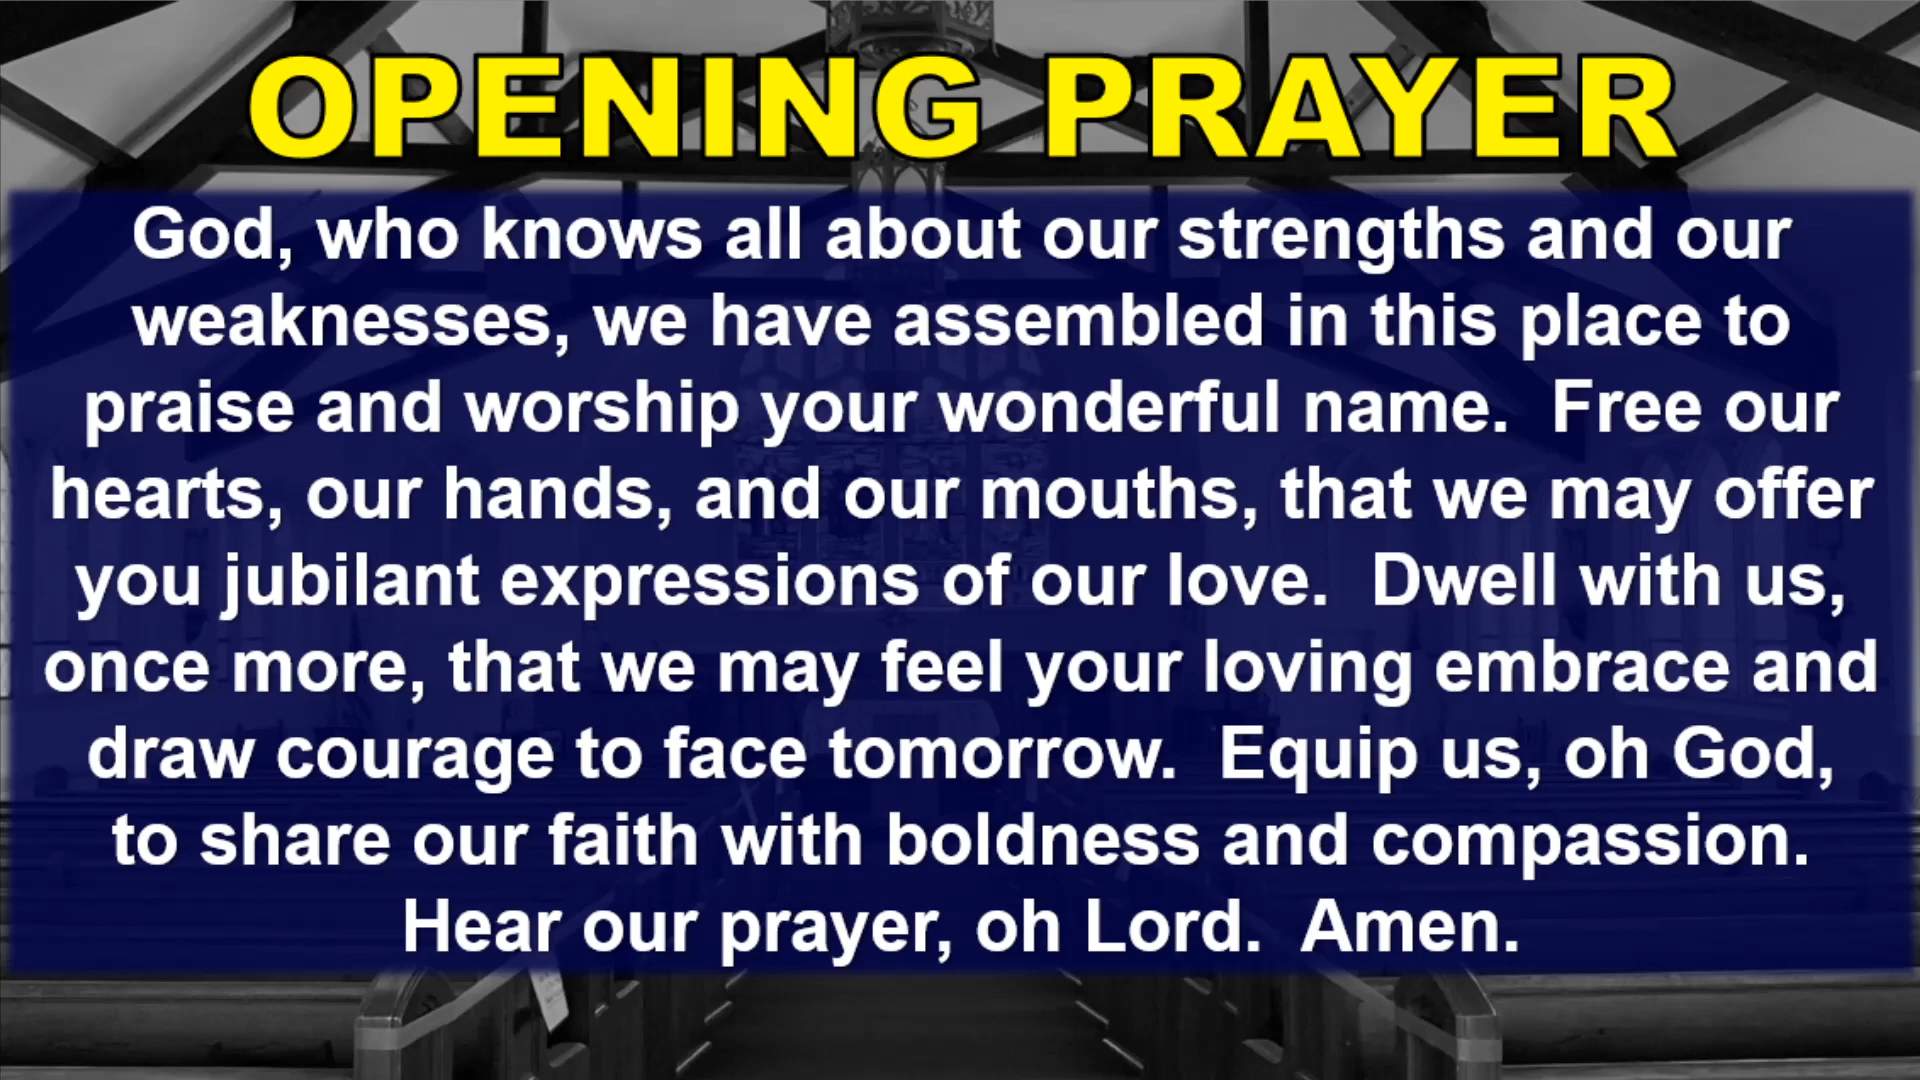 OPENING PRAYER
God, who knows all about our strengths and our
weaknesses, we have assembled in this place to
praise and worship your wonderful name.  Free our
hearts, our hands, and our mouths, that we may offer
you jubilant expressions of our love.  Dwell with us,
once more, that we may feel your loving embrace and
draw courage to face tomorrow.  Equip us, oh God,
to share our faith with boldness and compassion.
Hear our prayer, oh Lord.  Amen.